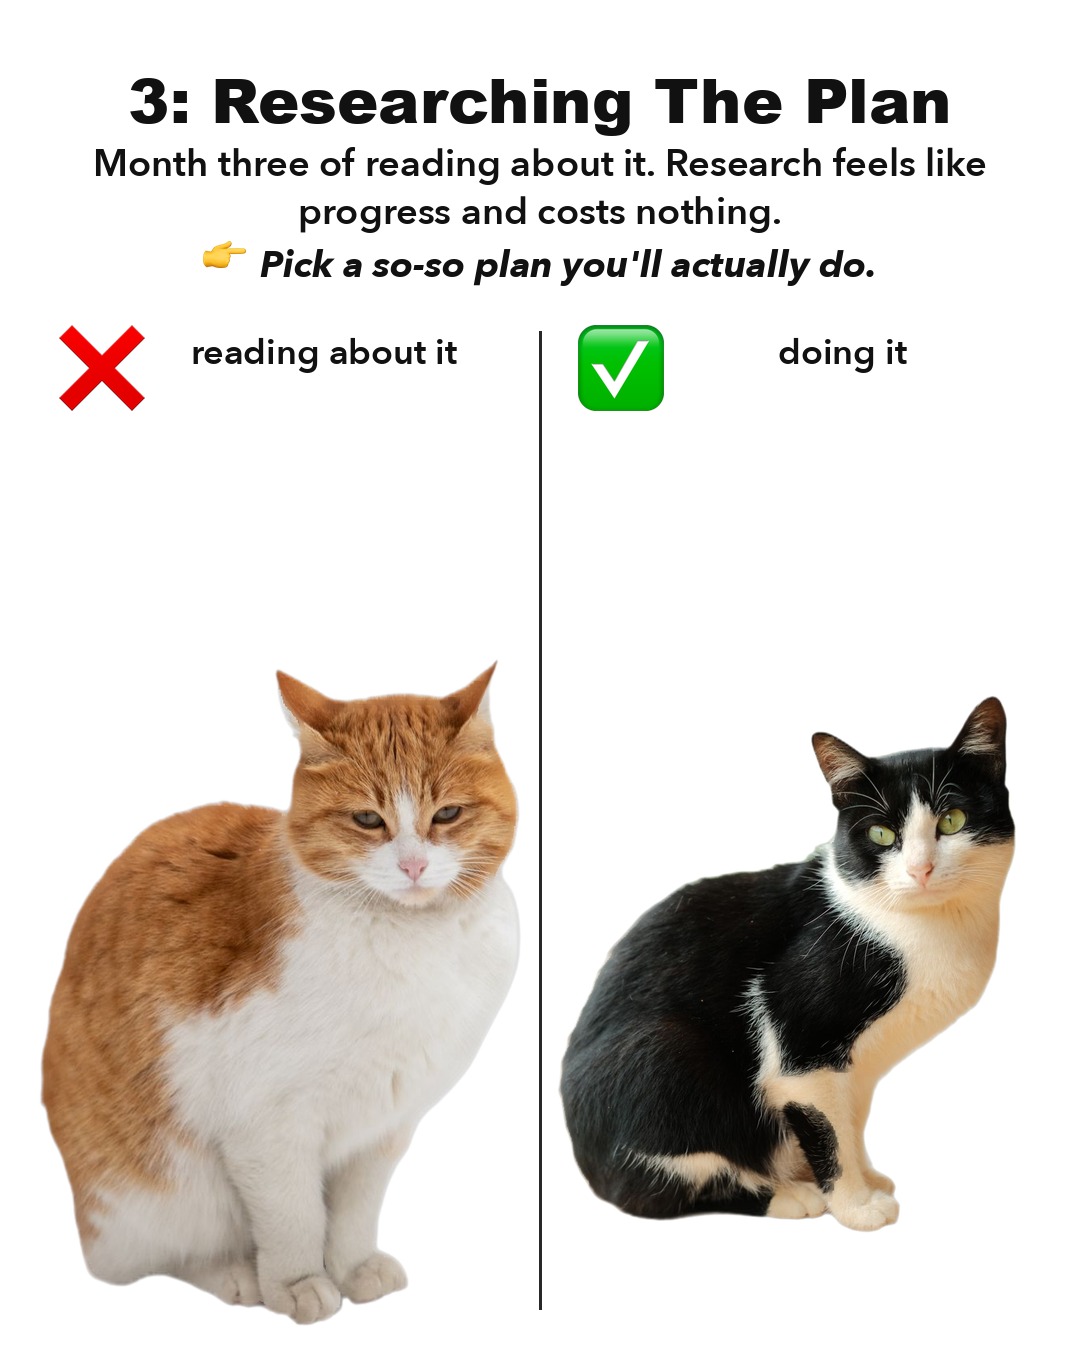 3: Researching The Plan
Month three of reading about it. Research feels like
progress and costs nothing.
👉 Pick a so-so plan you'll actually do.
❌ reading about it
✅ doing it